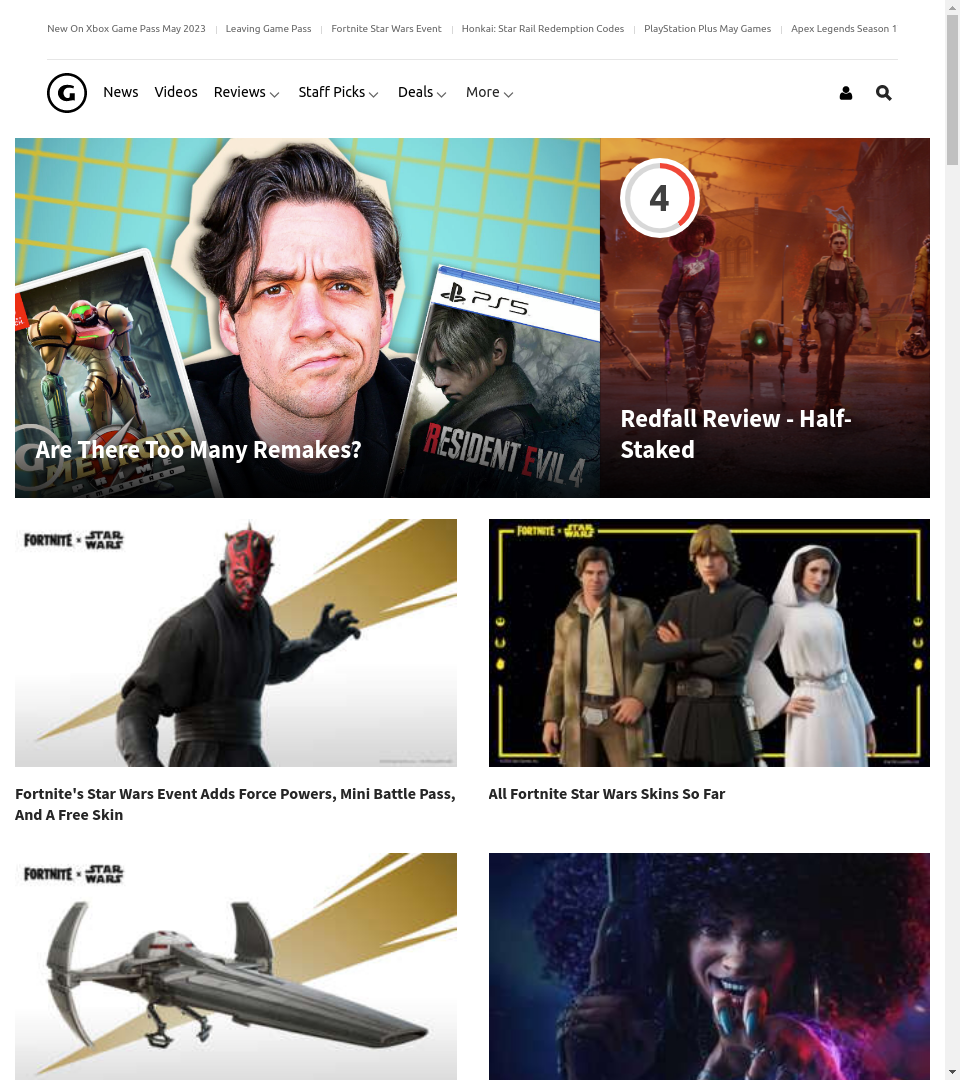 New On Xbox Game Pass May 2023 Leaving Game Pass Fortnite Star Wars Event Honkai: Star Rail Redemption Codes PlayStation Plus May Games Apex Legends Season 1
G News Videos Reviews Staff Picks Deals More
4
PS5
RESIDENT EVIL 4
METROID
PRIME
REMASTERED
Are There Too Many Remakes?
Redfall Review - Half-
Staked
FORTNITE x STAR WARS
FORTNITE x STAR WARS
Fortnite's Star Wars Event Adds Force Powers, Mini Battle Pass,
And A Free Skin
All Fortnite Star Wars Skins So Far
FORTNITE x STAR WARS